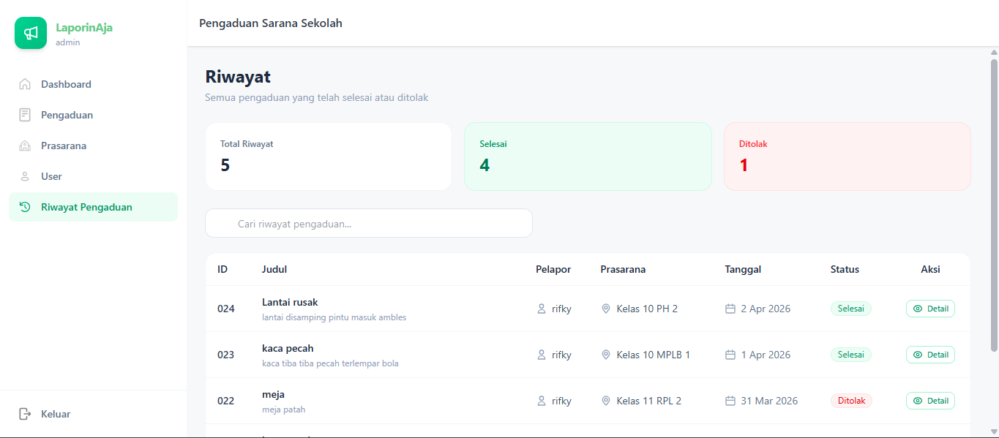 LaporinAja
admin
Pengaduan Sarana Sekolah
Dashboard
Pengaduan
Prasarana
User
Riwayat Pengaduan
Keluar
Riwayat
Semua pengaduan yang telah selesai atau ditolak
Total Riwayat
5
Selesai
4
Ditolak
1
Cari riwayat pengaduan...
ID Judul Pelapor Prasarana Tanggal Status Aksi
024 Lantai rusak rifky Kelas 10 PH 2 2 Apr 2026 Selesai Detail
lantai disamping pintu masuk ambles
023 kaca pecah rifky Kelas 10 MPLB 1 1 Apr 2026 Selesai Detail
kaca tiba tiba pecah terlempar bola
022 meja rifky Kelas 11 RPL 2 31 Mar 2026 Ditolak Detail
meja patah